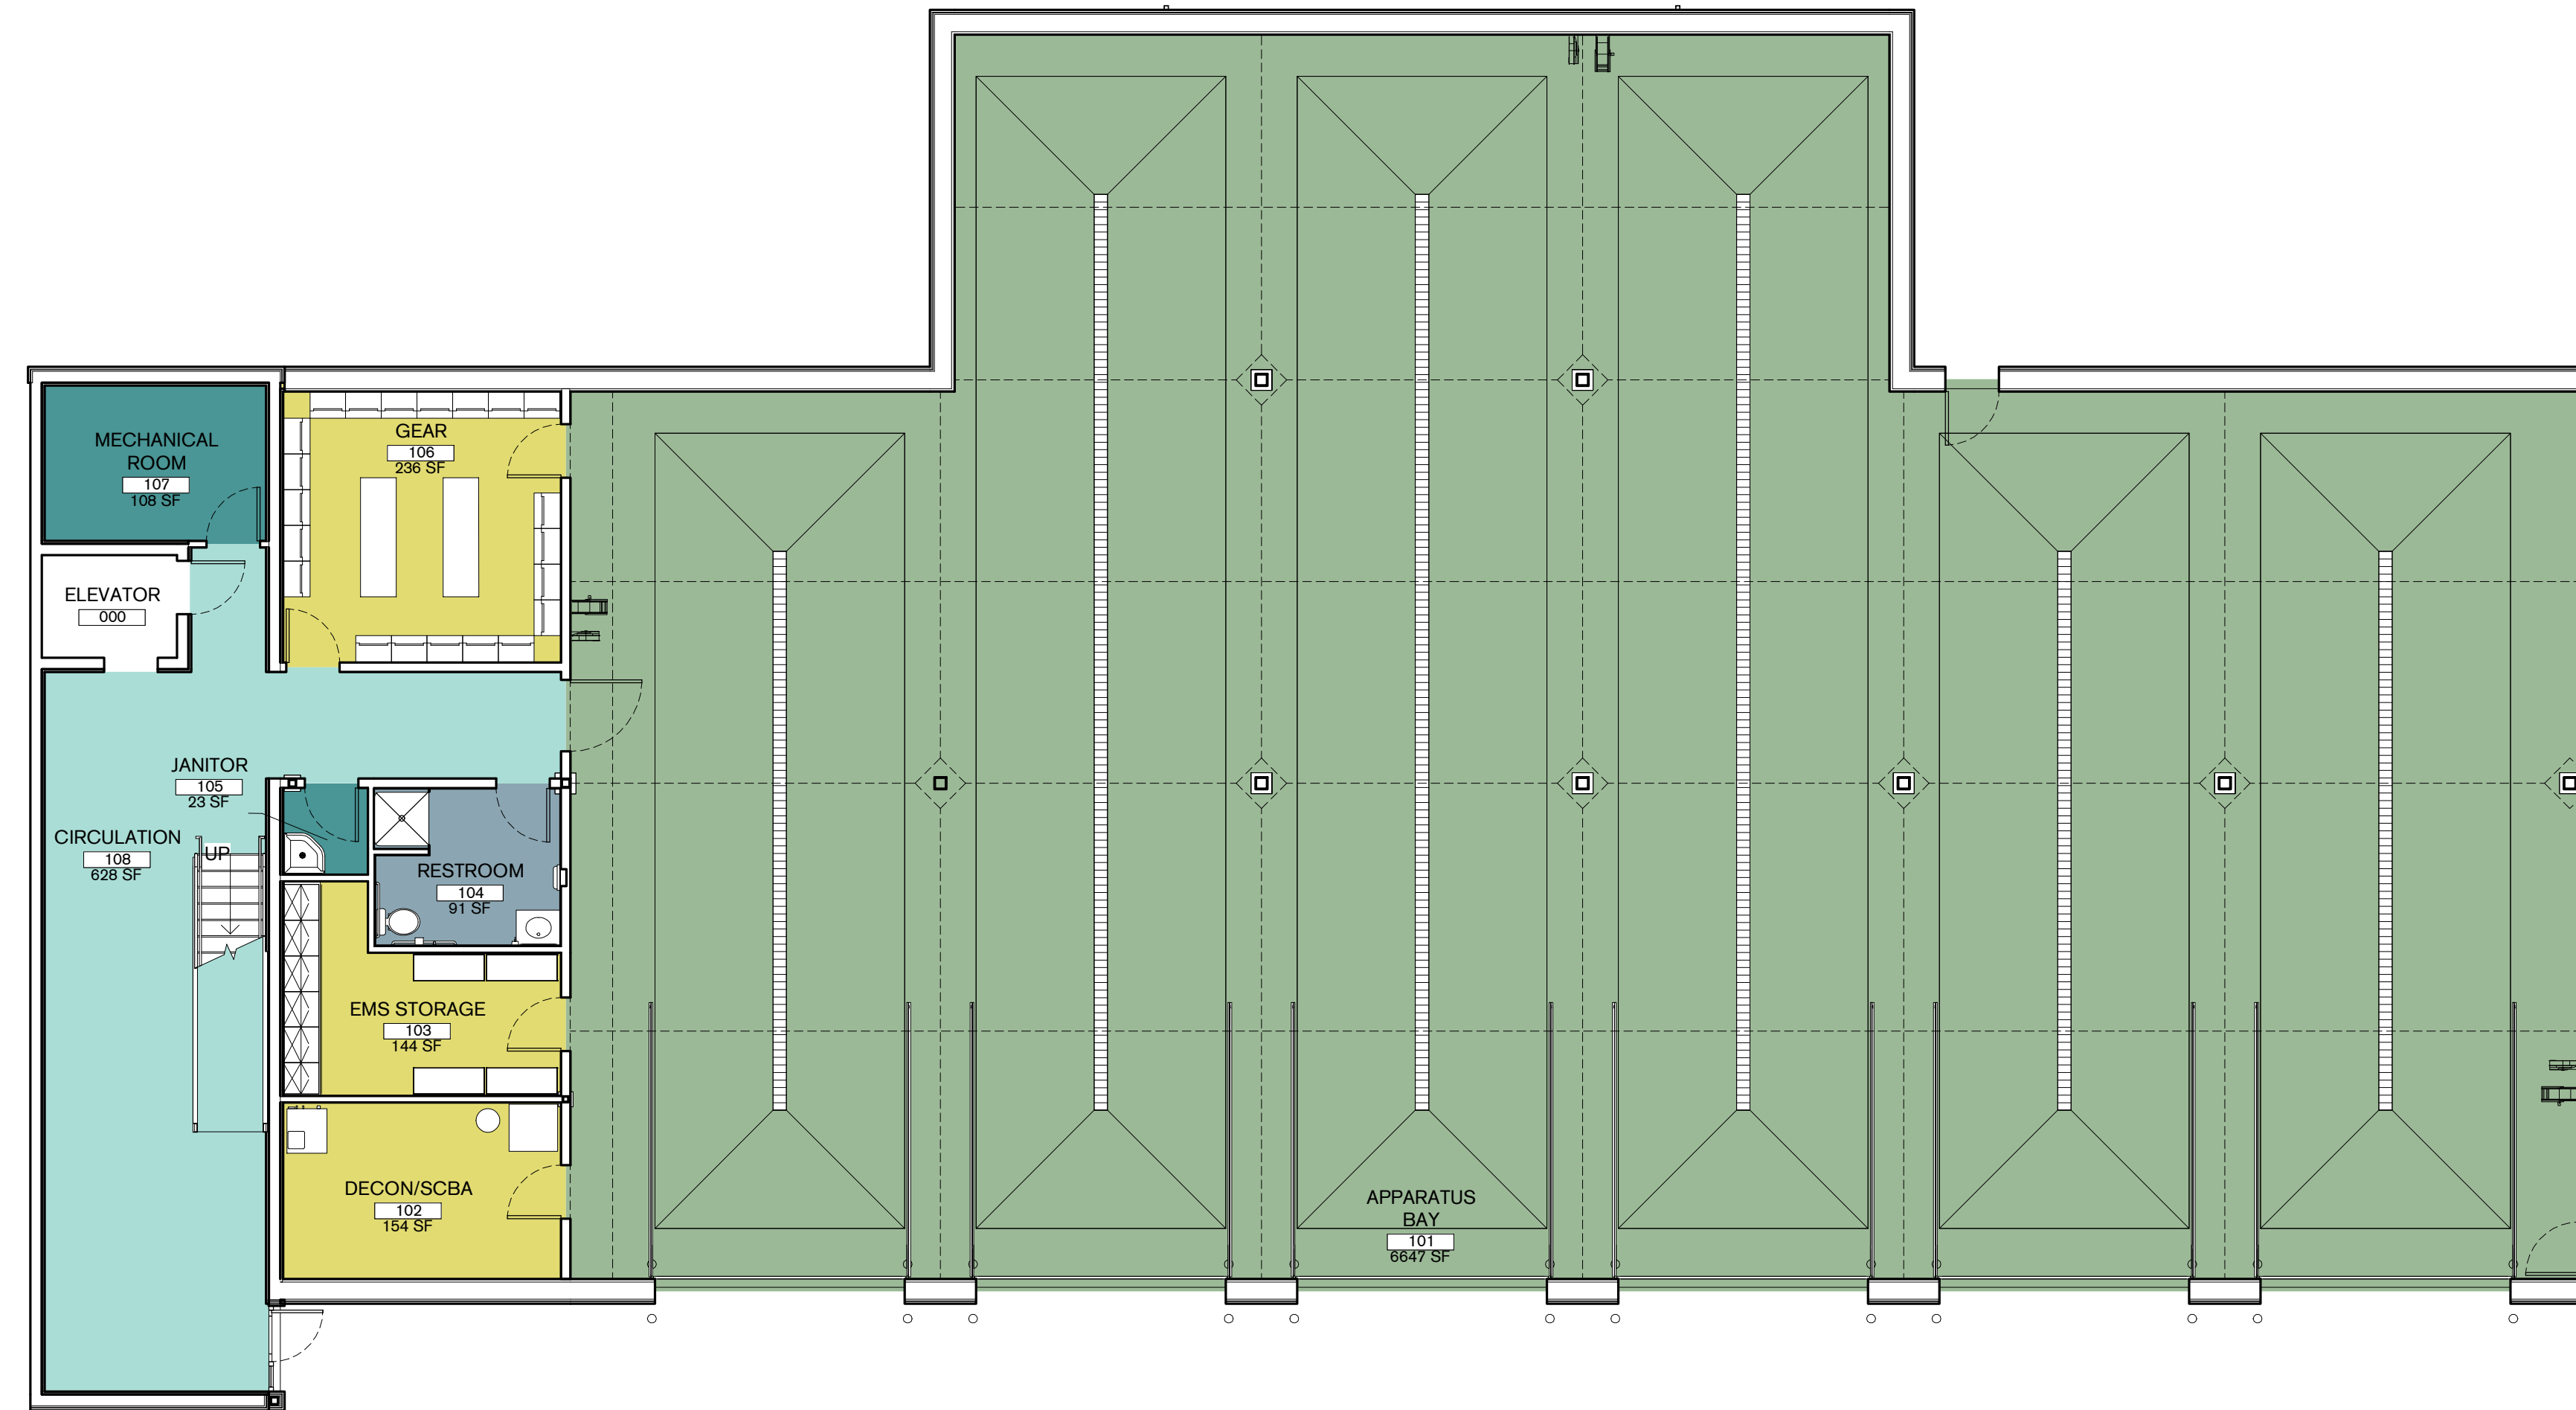 MECHANICAL
ROOM
107
108 SF
GEAR
106
236 SF
ELEVATOR
000
JANITOR
105
23 SF
CIRCULATION
108
628 SF
UP
RESTROOM
104
91 SF
EMS STORAGE
103
144 SF
DECON/SCBA
102
154 SF
APPARATUS
BAY
101
6647 SF